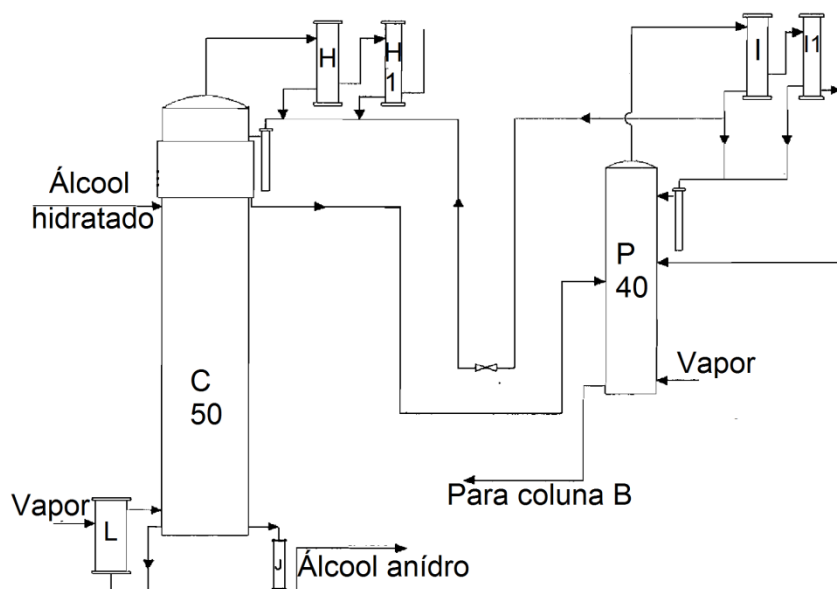 H
H
1
I
I1
Álcool
hidratado
P
40
C
50
Vapor
Para coluna B
Vapor
L
J
Álcool anídro